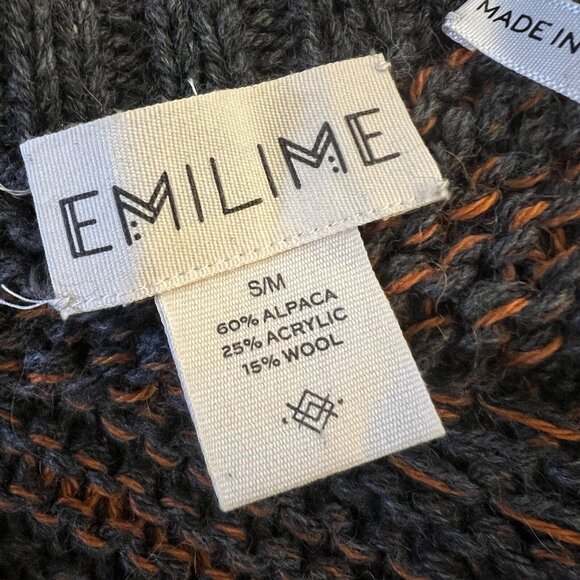 MADE IN
EMILIME
S/M
60% ALPACA
25% ACRYLIC
15% WOOL